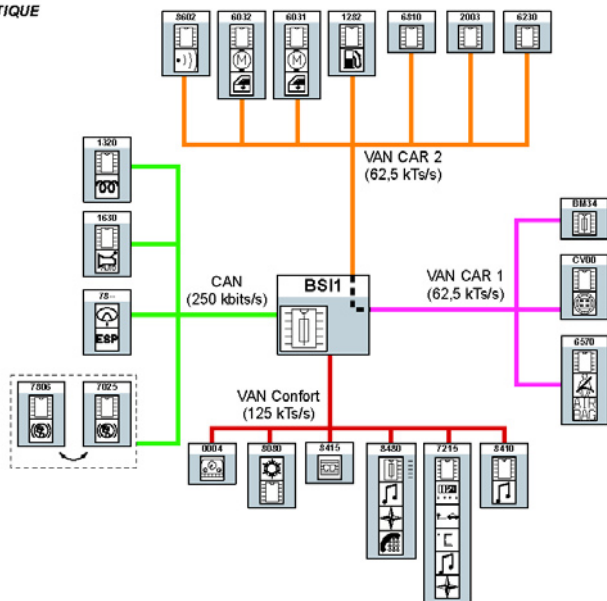 TIQUE
8602 6032 6031 1282 6810 2003 6230
M M
VAN CAR 2
(62,5 kTs/s)
1320
1630
AUTO
78--
ESP
7806 7025
CAN
(250 kbits/s)
BSI1
VAN CAR 1
(62,5 kTs/s)
BM34
CV00
6570
AIR
BAG
VAN Confort
(125 kTs/s)
0004 8080 8415 8480 7215 8410
°C